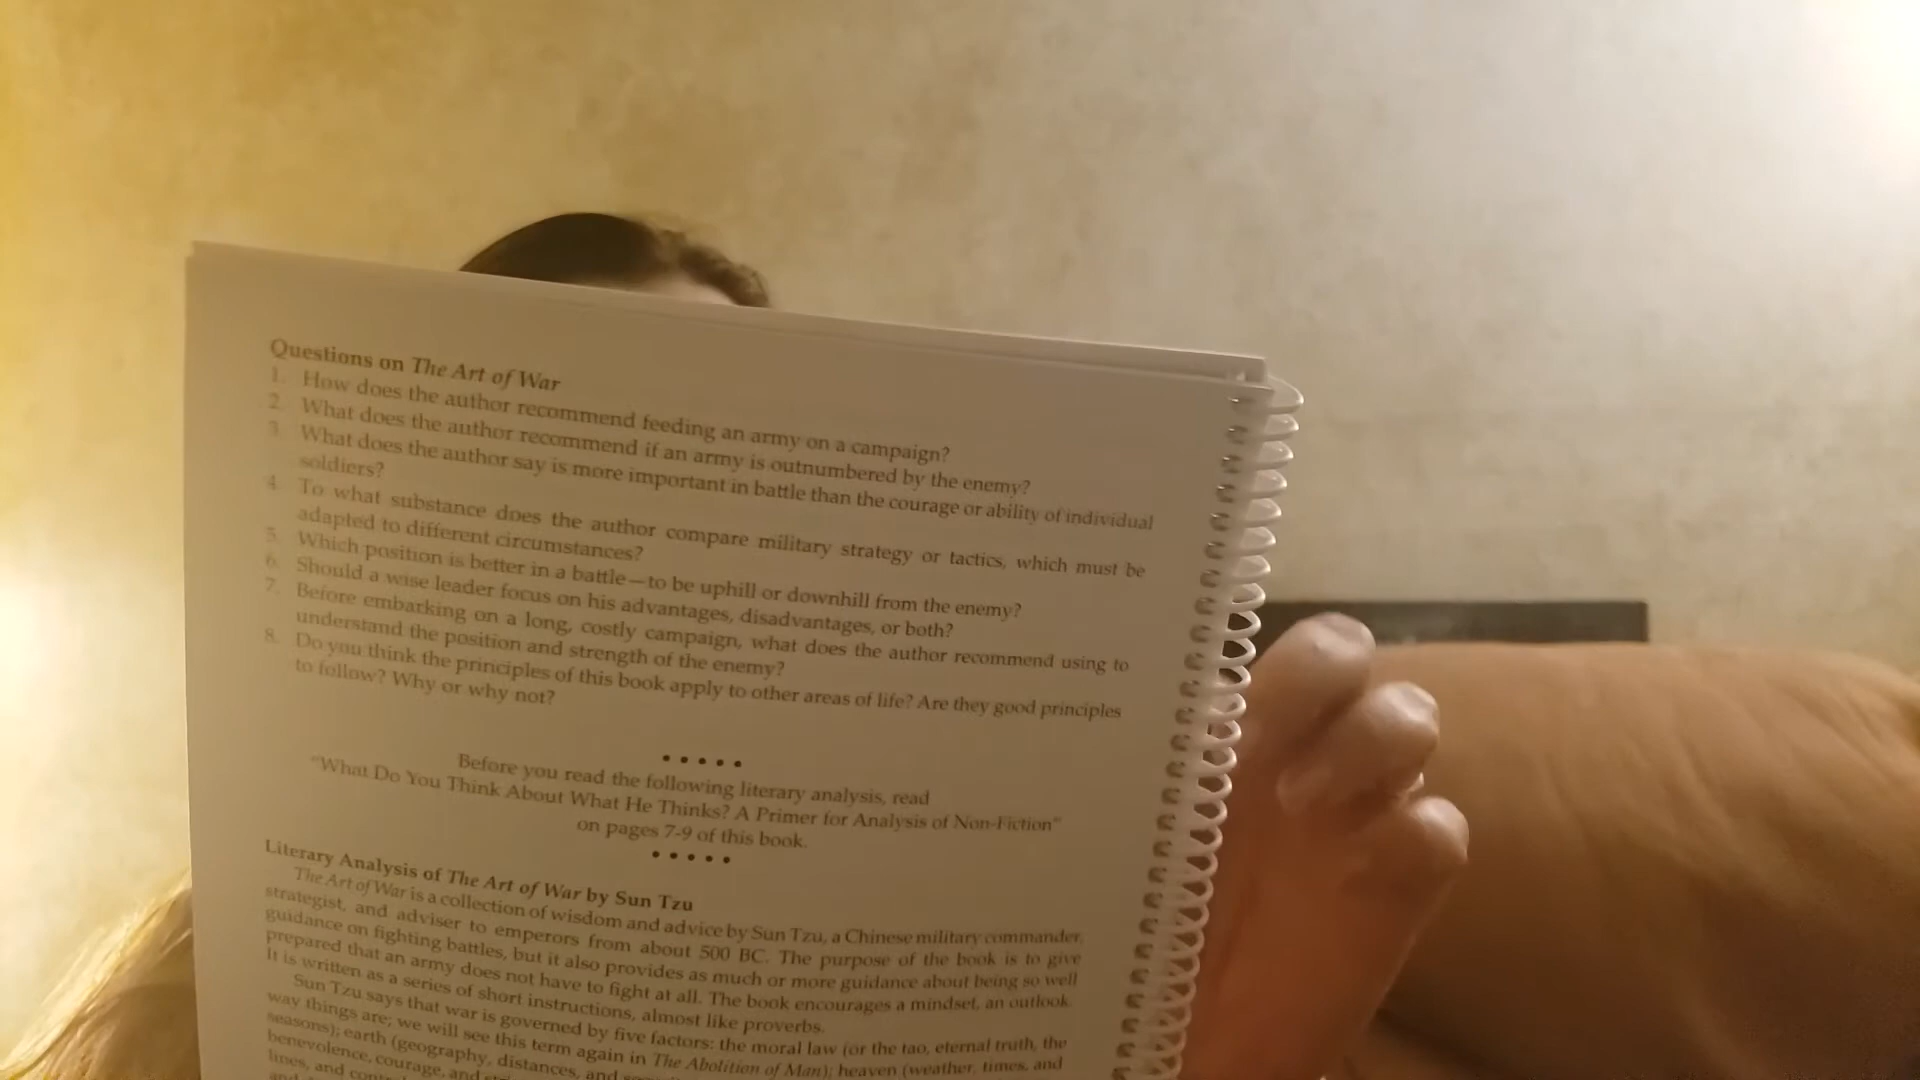 Questions on The Art of War
1. How does the author recommend feeding an army on a campaign?
2. What does the author recommend if an army is outnumbered by the enemy?
3. What does the author say is more important in battle than the courage or ability of individual
soldiers?
4. To what substance does the author compare military strategy or tactics, which must be
adapted to different circumstances?
5. Which position is better in a battle—to be uphill or downhill from the enemy?
6. Should a wise leader focus on his advantages, disadvantages, or both?
7. Before embarking on a long, costly campaign, what does the author recommend using to
understand the position and strength of the enemy?
8. Do you think the principles of this book apply to other areas of life? Are they good principles
to follow? Why or why not?
• • • • •
Before you read the following literary analysis, read
"What Do You Think About What He Thinks? A Primer for Analysis of Non-Fiction"
on pages 7-9 of this book.
• • • • •
Literary Analysis of The Art of War by Sun Tzu
The Art of War is a collection of wisdom and advice by Sun Tzu, a Chinese military commander,
strategist, and adviser to emperors from about 500 BC. The purpose of the book is to give
guidance on fighting battles, but it also provides as much or more guidance about being so well
prepared that an army does not have to fight at all. The book encourages a mindset, an outlook.
It is written as a series of short instructions, almost like proverbs.
Sun Tzu says that war is governed by five factors: the moral law (or the tao, eternal truth, the
way things are; we will see this term again in The Abolition of Man); heaven (weather, times, and
seasons); earth (geography, distances, and
benevolence, courage, and
lines, and